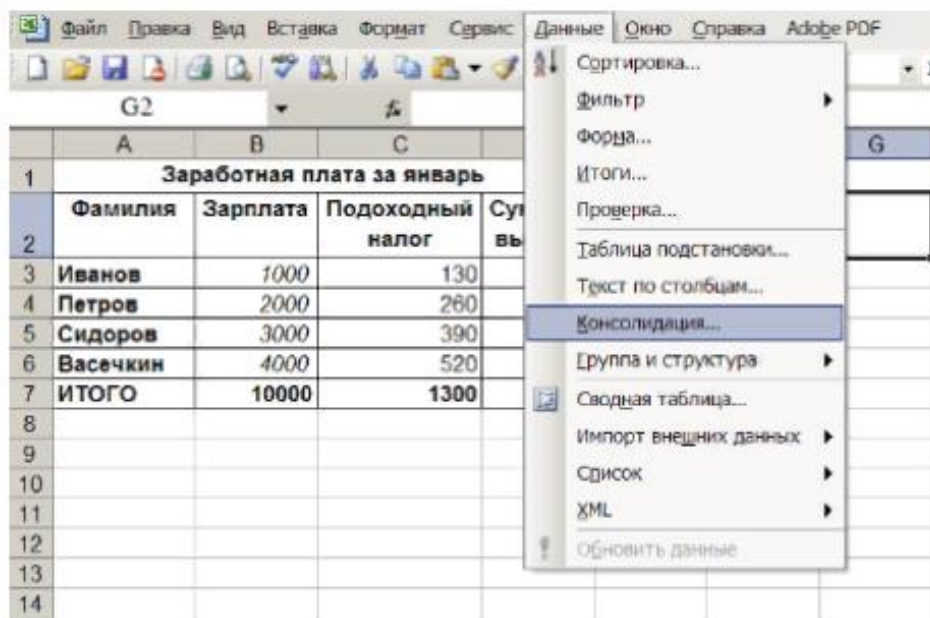 Файл Правка Вид Вставка Формат Сервис Данные Окно Справка Adobe PDF
G2 fx
A B C G
1 Заработная плата за январь
Фамилия Зарплата Подоходный
2 налог
3 Иванов 1000 130
4 Петров 2000 260
5 Сидоров 3000 390
6 Васечкин 4000 520
7 ИТОГО 10000 1300
8
9
10
11
12
13
14
Сортировка...
Фильтр
Форма...
Итоги...
Проверка...
Таблица подстановки...
Текст по столбцам...
Консолидация...
Группа и структура
Сводная таблица...
Импорт внешних данных
Список
XML
Обновить данные